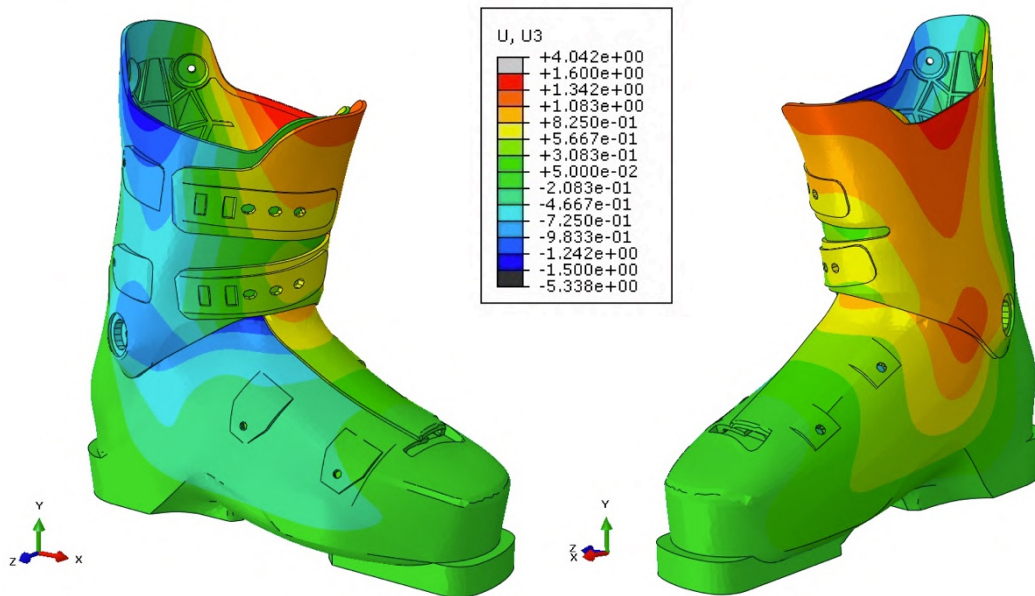 U, U3
+4.042e+00
+1.600e+00
+1.342e+00
+1.083e+00
+8.250e-01
+5.667e-01
+3.083e-01
+5.000e-02
-2.083e-01
-4.667e-01
-7.250e-01
-9.833e-01
-1.242e+00
-1.500e+00
-5.338e+00
Y
Z
X
Y
Z
X